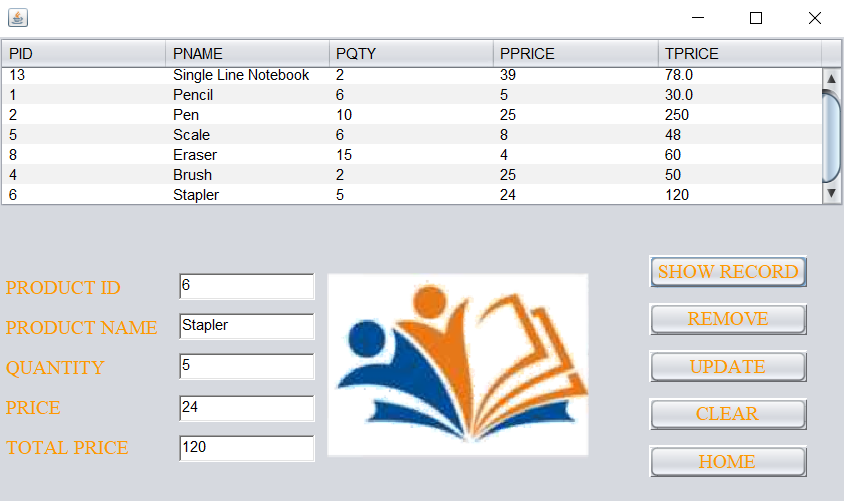 PID PNAME PQTY PPRICE TPRICE
13 Single Line Notebook 2 39 78.0
1 Pencil 6 5 30.0
2 Pen 10 25 250
5 Scale 6 8 48
8 Eraser 15 4 60
4 Brush 2 25 50
6 Stapler 5 24 120
PRODUCT ID 6
PRODUCT NAME Stapler
QUANTITY 5
PRICE 24
TOTAL PRICE 120
SHOW RECORD
REMOVE
UPDATE
CLEAR
HOME